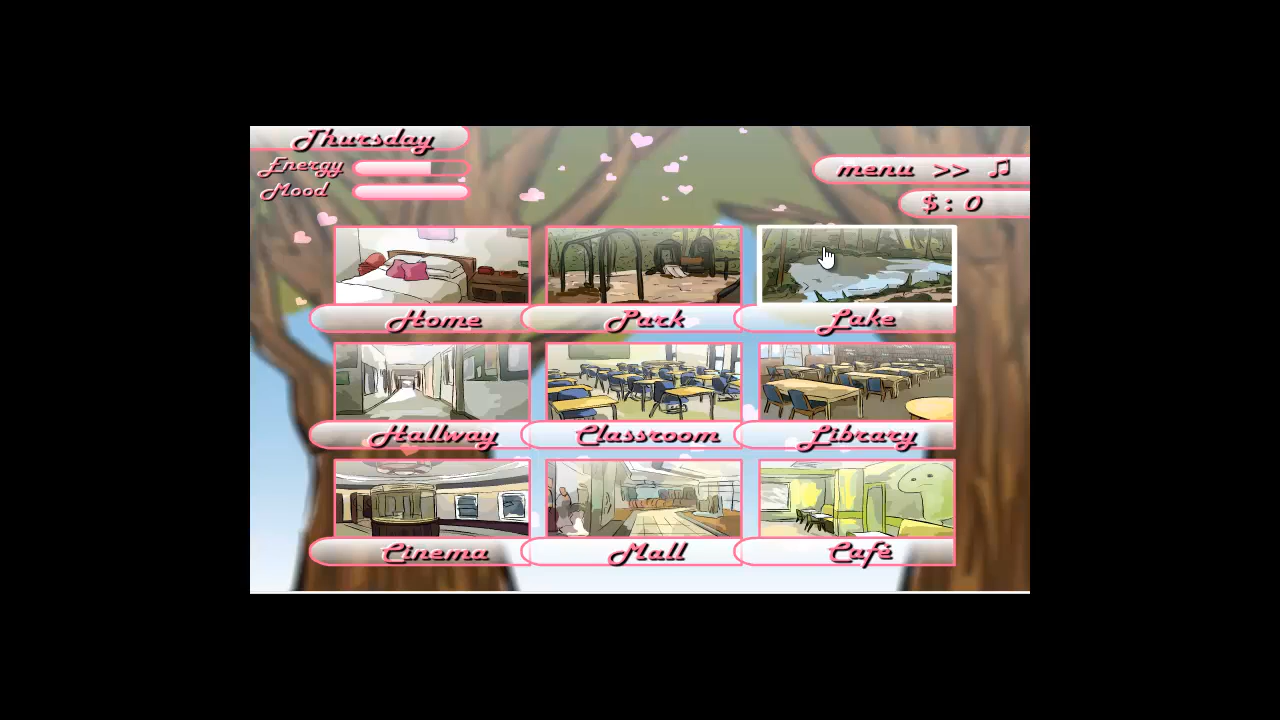 Thursday
Energy
Mood
menu >> ♫
$ : 0
Home
Park
Lake
Hallway
Classroom
Library
Cinema
Mall
Café